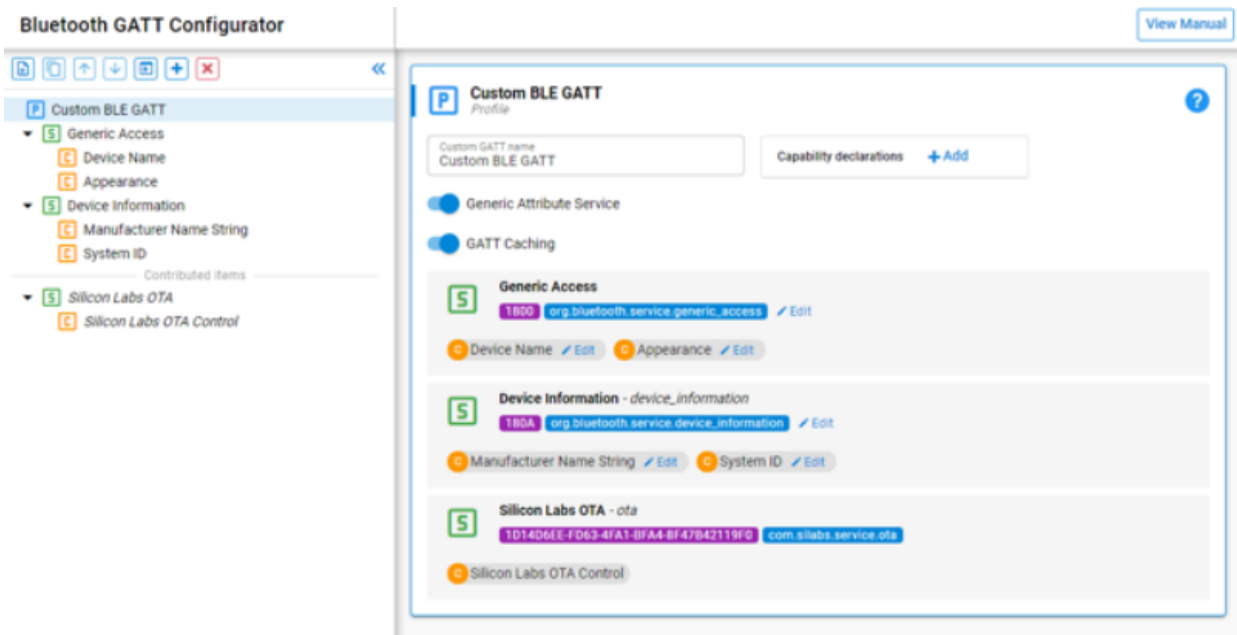 Bluetooth GATT Configurator
View Manual
P Custom BLE GATT
S Generic Access
C Device Name
C Appearance
S Device Information
C Manufacturer Name String
C System ID
Contributed items
S Silicon Labs OTA
C Silicon Labs OTA Control
P Custom BLE GATT
Profile
?
Custom GATT name
Custom BLE GATT
Capability declarations + Add
Generic Attribute Service
GATT Caching
S Generic Access
1800 org.bluetooth.service.generic_access Edit
C Device Name Edit C Appearance Edit
S Device Information - device_information
180A org.bluetooth.service.device_information Edit
C Manufacturer Name String Edit C System ID Edit
S Silicon Labs OTA - ota
1D14D6EE-FD63-4FA1-BFA4-8F47B42119F0 com.silabs.service.ota
C Silicon Labs OTA Control